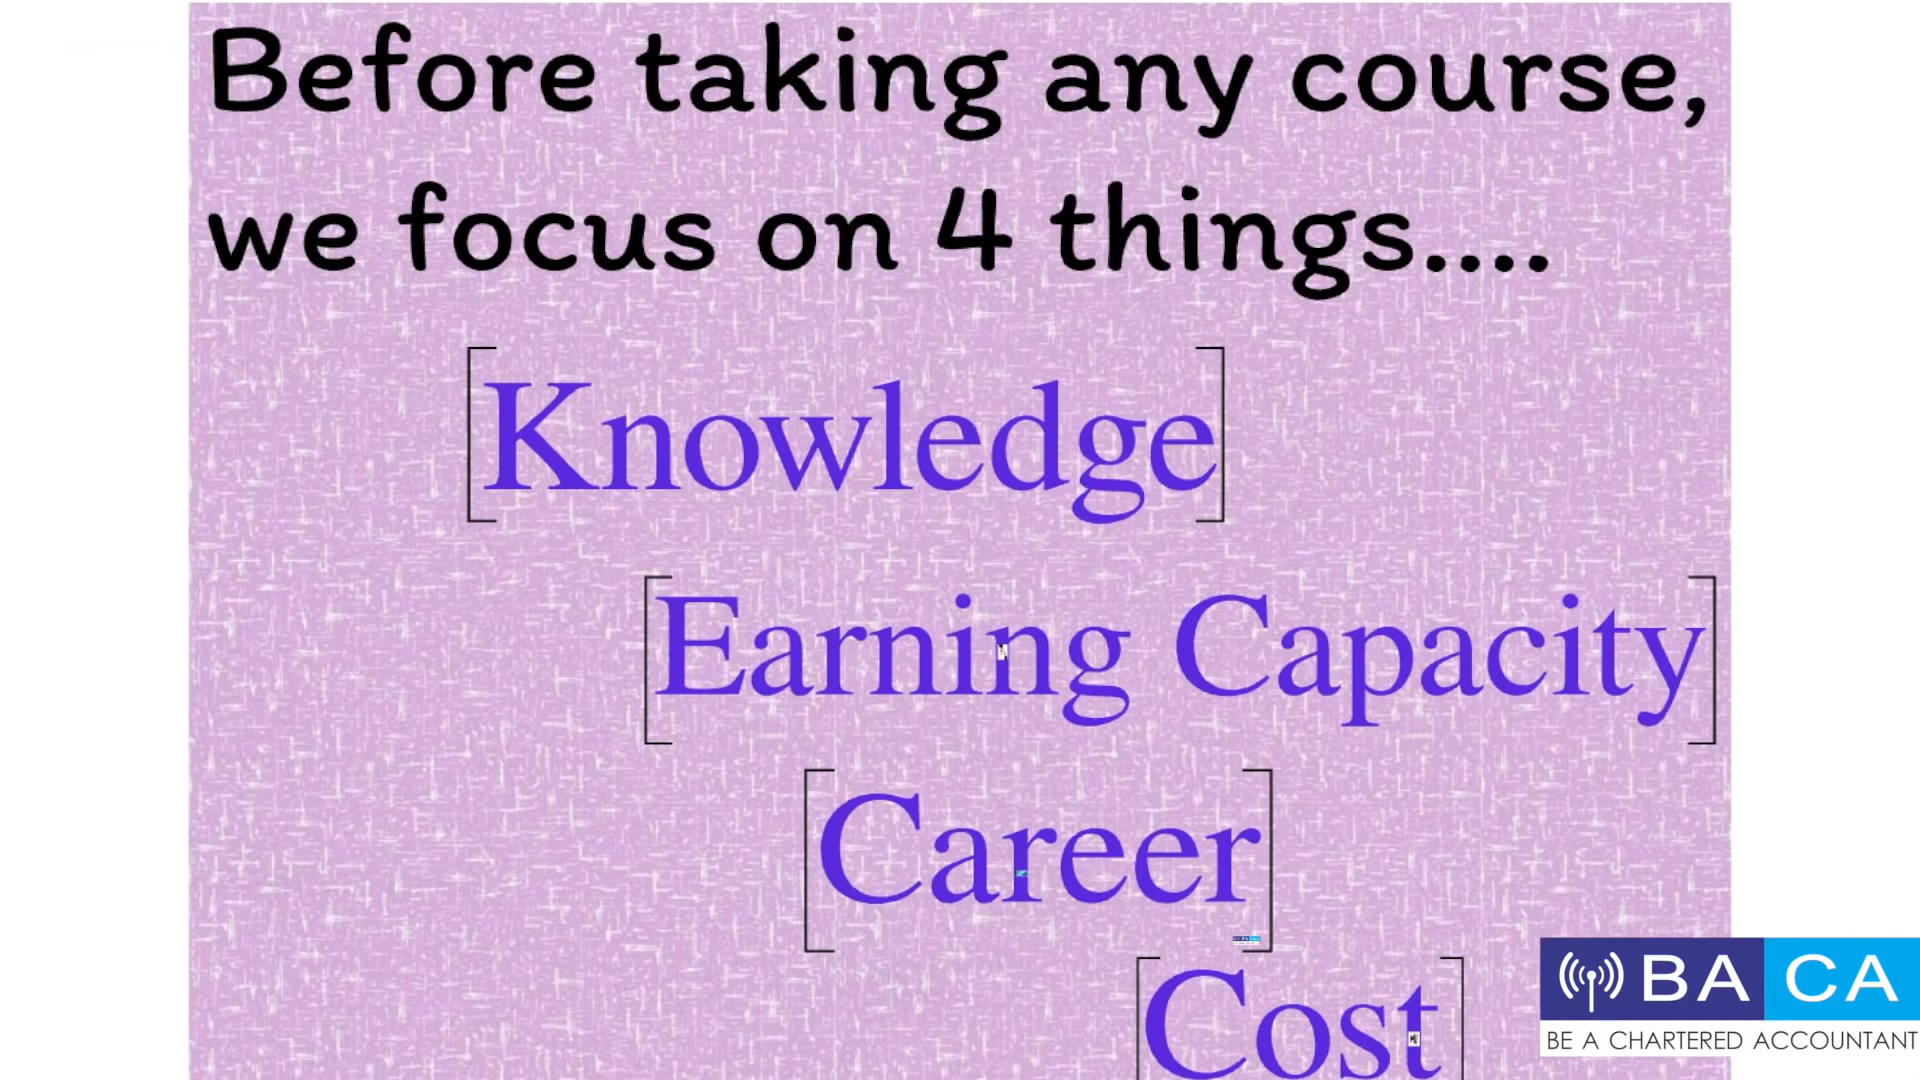 Before taking any course,
we focus on 4 things....
Knowledge
Earning Capacity
Career
Cost
BA CA
BE A CHARTERED ACCOUNTANT